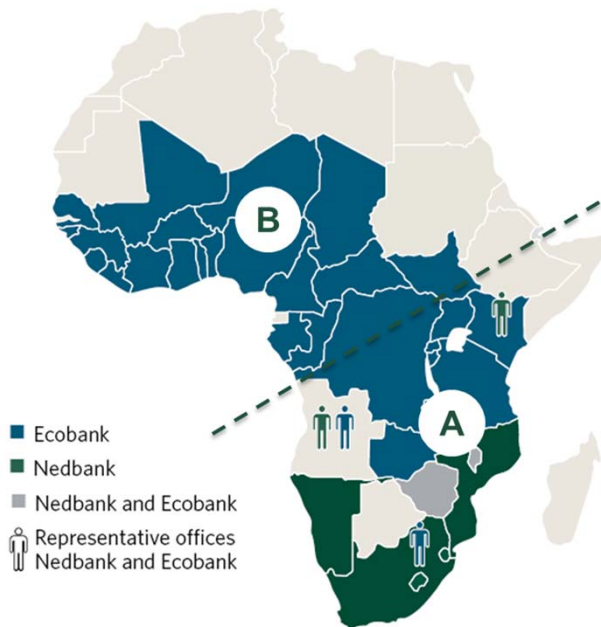 B
A
Ecobank
Nedbank
Nedbank and Ecobank
Representative offices
Nedbank and Ecobank